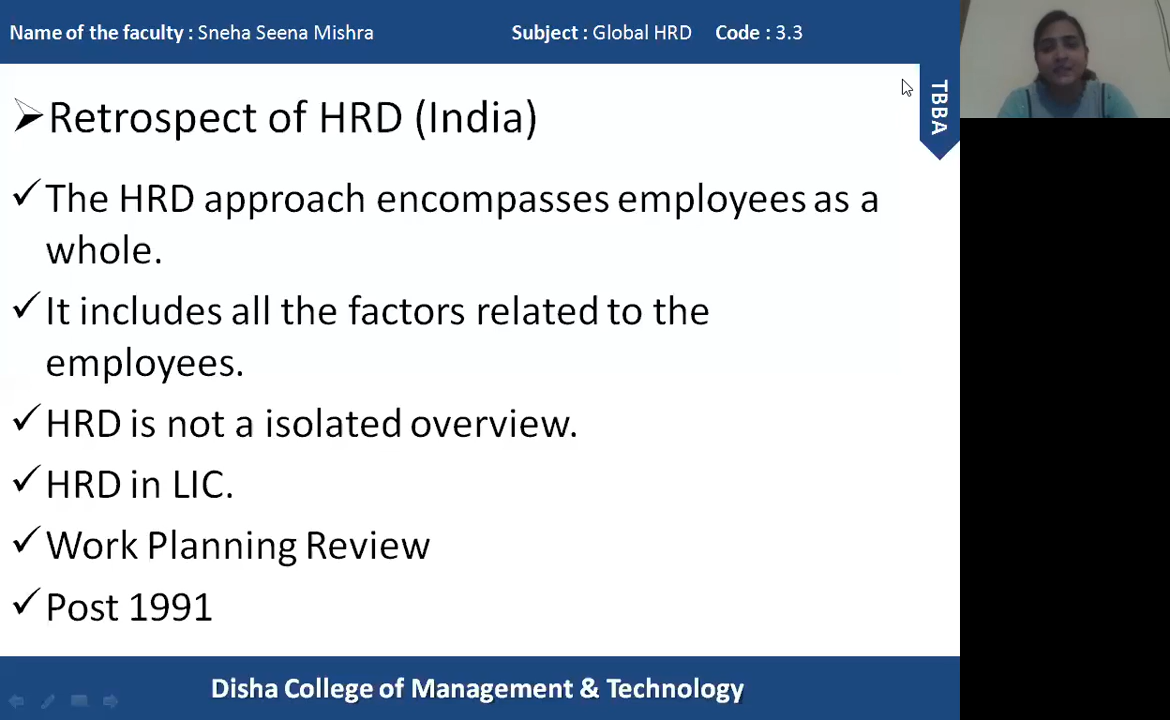 Name of the faculty : Sneha Seena Mishra Subject : Global HRD Code : 3.3
TBBA
Retrospect of HRD (India)
The HRD approach encompasses employees as a
whole.
It includes all the factors related to the
employees.
HRD is not a isolated overview.
HRD in LIC.
Work Planning Review
Post 1991
Disha College of Management & Technology